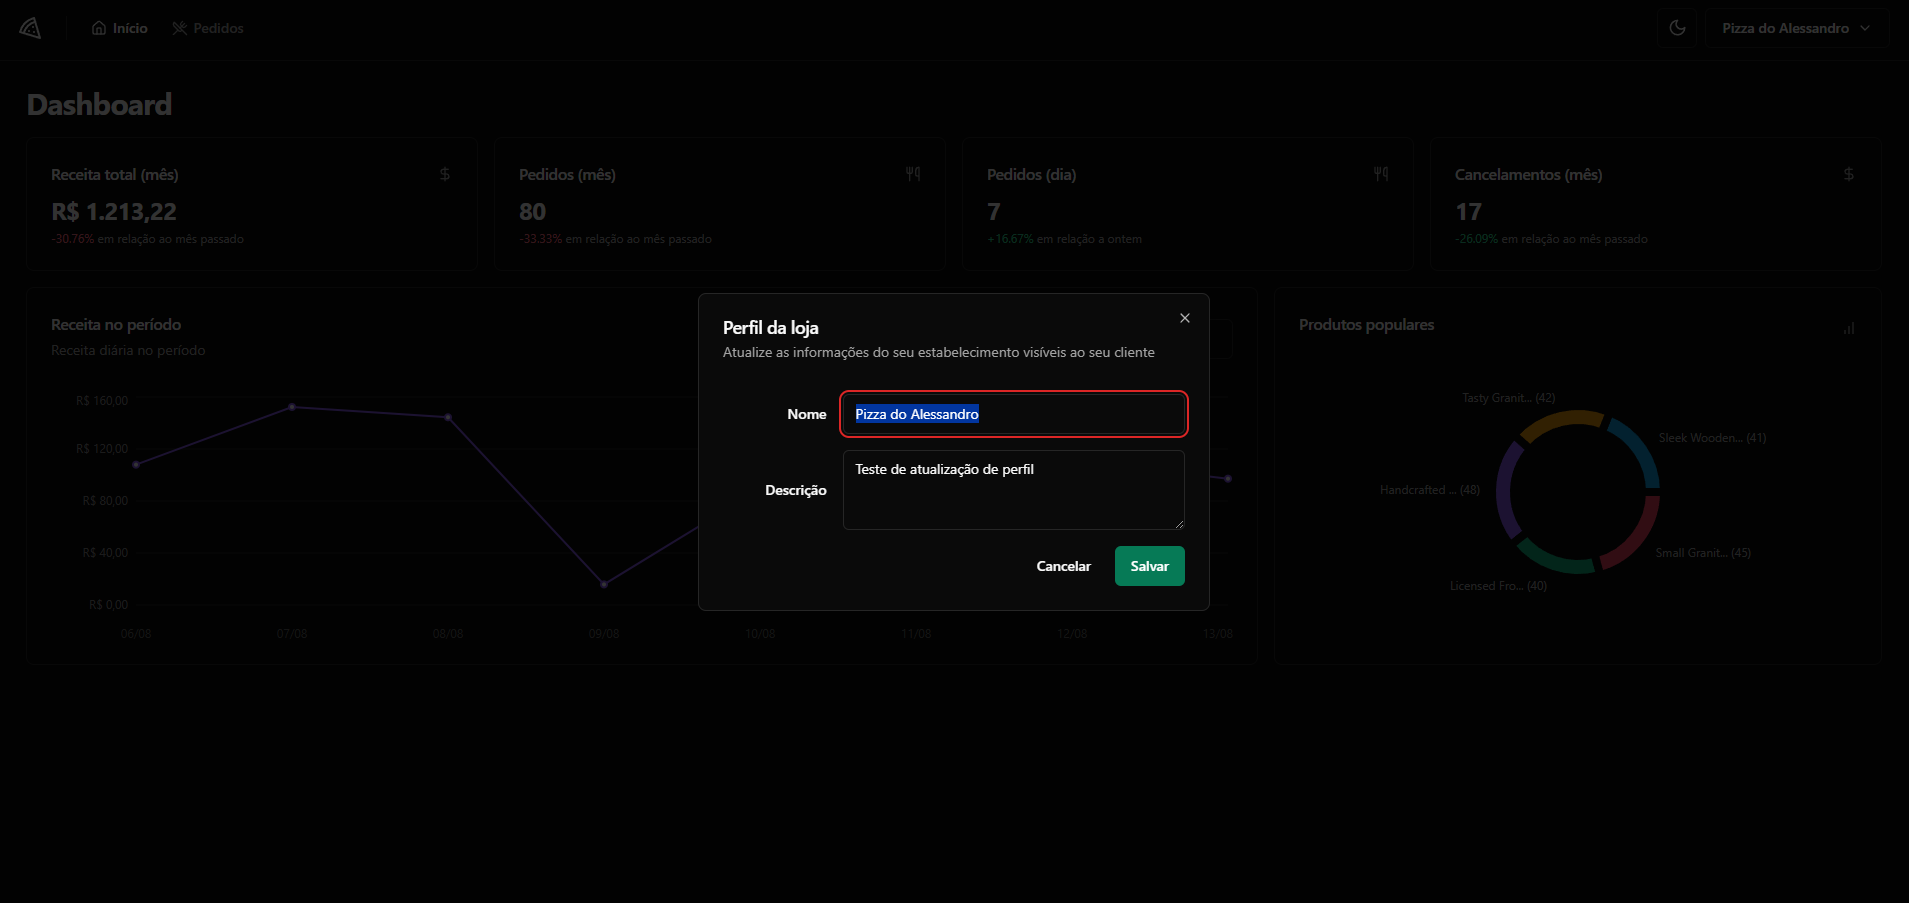 Início
Pedidos
Pizza do Alessandro
Dashboard
Receita total (mês)
R$ 1.213,22
-30,76% em relação ao mês passado
Pedidos (mês)
80
-33.33% em relação ao mês passado
Pedidos (dia)
7
+16,67% em relação a ontem
Cancelamentos (mês)
17
-26,09% em relação ao mês passado
Receita no período
Receita diária no período
R$ 160,00
R$ 120,00
R$ 80,00
R$ 40,00
R$ 0,00
06/08
07/08
08/08
09/08
10/08
11/08
12/08
13/08
Perfil da loja
Atualize as informações do seu estabelecimento visíveis ao seu cliente
Nome
Pizza do Alessandro
Descrição
Teste de atualização de perfil
Cancelar
Salvar
Produtos populares
Tasty Granit... (42)
Sleek Wooden... (41)
Handcrafted ... (48)
Small Granit... (45)
Licensed Fro... (40)